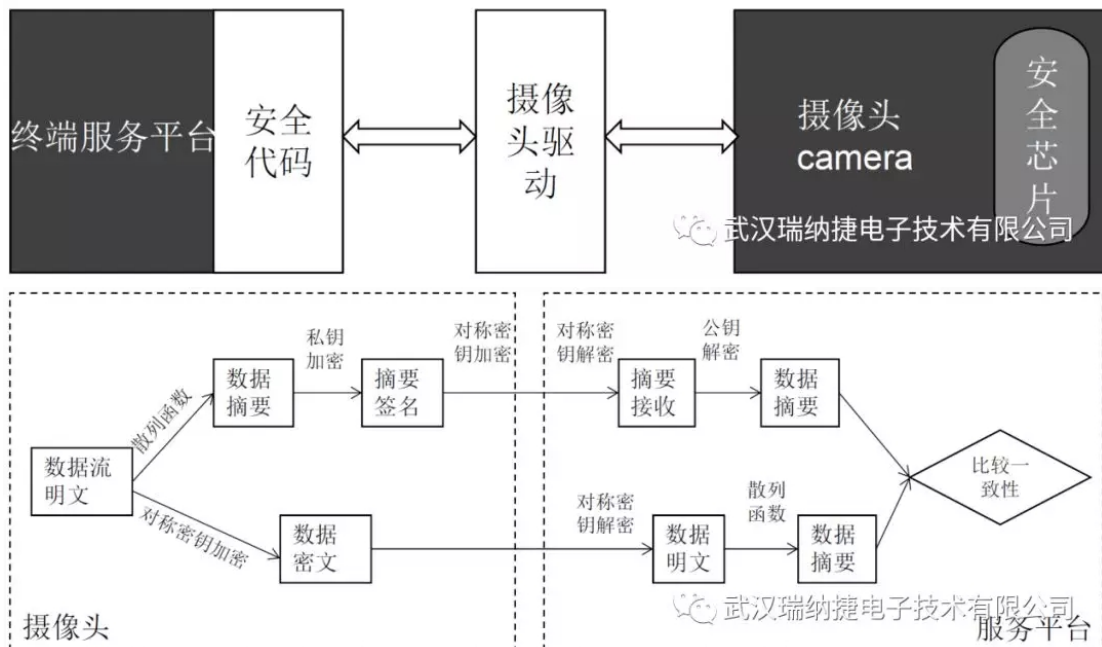 终端服务平台
安全
代码
摄像
头驱
动
摄像头
camera
安
全
芯
片
武汉瑞纳捷电子技术有限公司
私钥
加密
对称密
钥加密
对称密
钥解密
公钥
解密
数据
摘要
摘要
签名
摘要
接收
数据
摘要
散列函数
数据流
明文
比较一
致性
对称密钥加密
对称密
钥解密
散列
函数
数据
密文
数据
明文
数据
摘要
武汉瑞纳捷电子技术有限公司
摄像头
服务平台